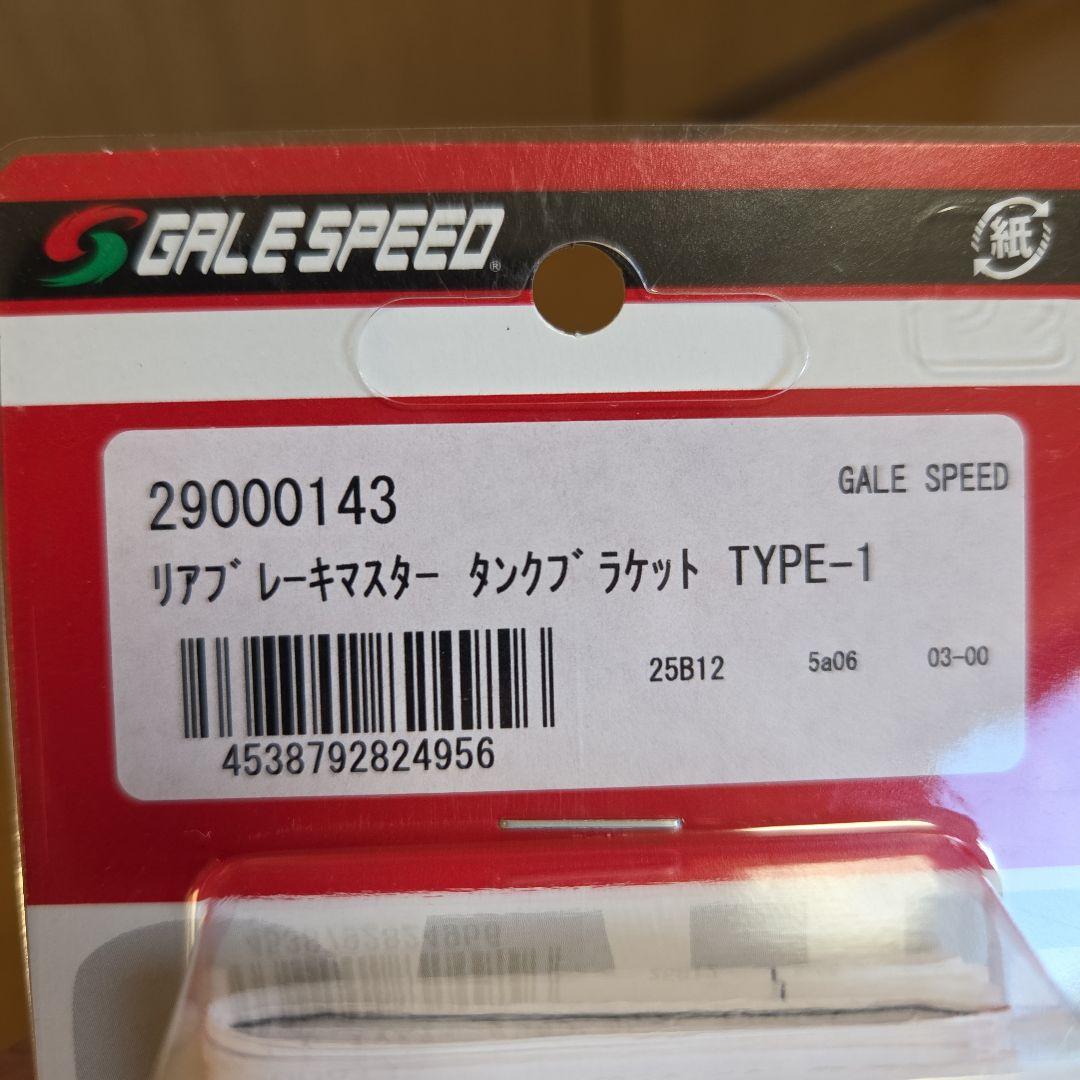 GALE SPEED®
紙
29000143
GALE SPEED
ﾘｱﾌﾞﾚｰｷﾏｽﾀｰ ﾀﾝｸﾌﾞﾗｹｯﾄ TYPE-1
25B12 5a06 03-00
4538792824956